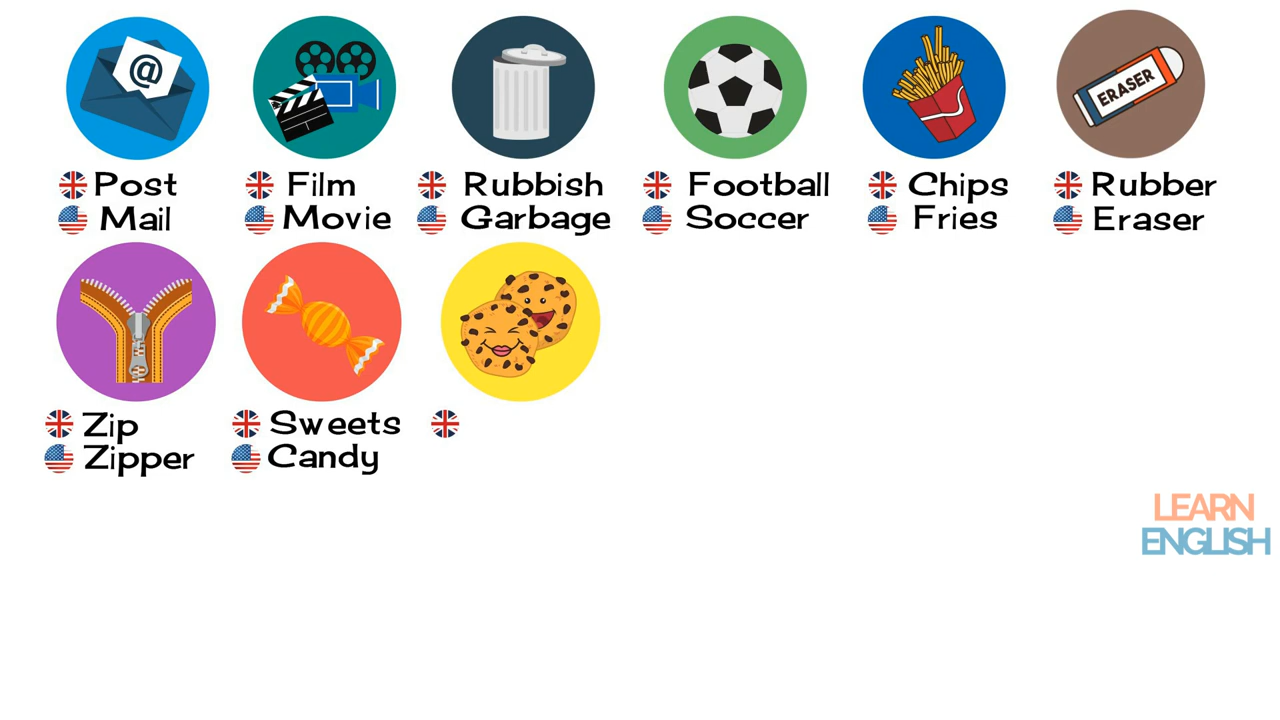 @
ERASER
Post
Mail
Film
Movie
Rubbish
Garbage
Football
Soccer
Chips
Fries
Rubber
Eraser
Zip
Zipper
Sweets
Candy
LEARN
ENGLISH